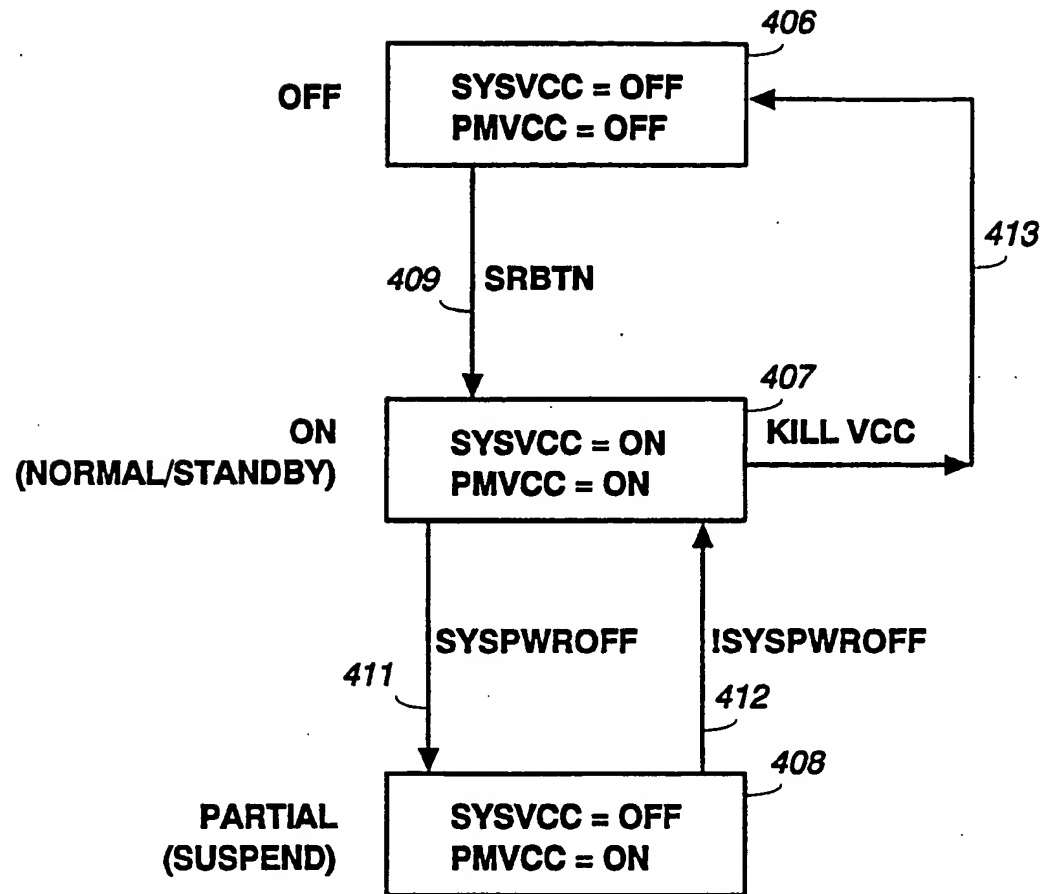 406
OFF
SYSVCC = OFF
PMVCC = OFF
413
409
SRBTN
407
ON
(NORMAL/STANDBY)
SYSVCC = ON
PMVCC = ON
KILL VCC
SYSPWROFF
!SYSPWROFF
411
412
408
PARTIAL
(SUSPEND)
SYSVCC = OFF
PMVCC = ON